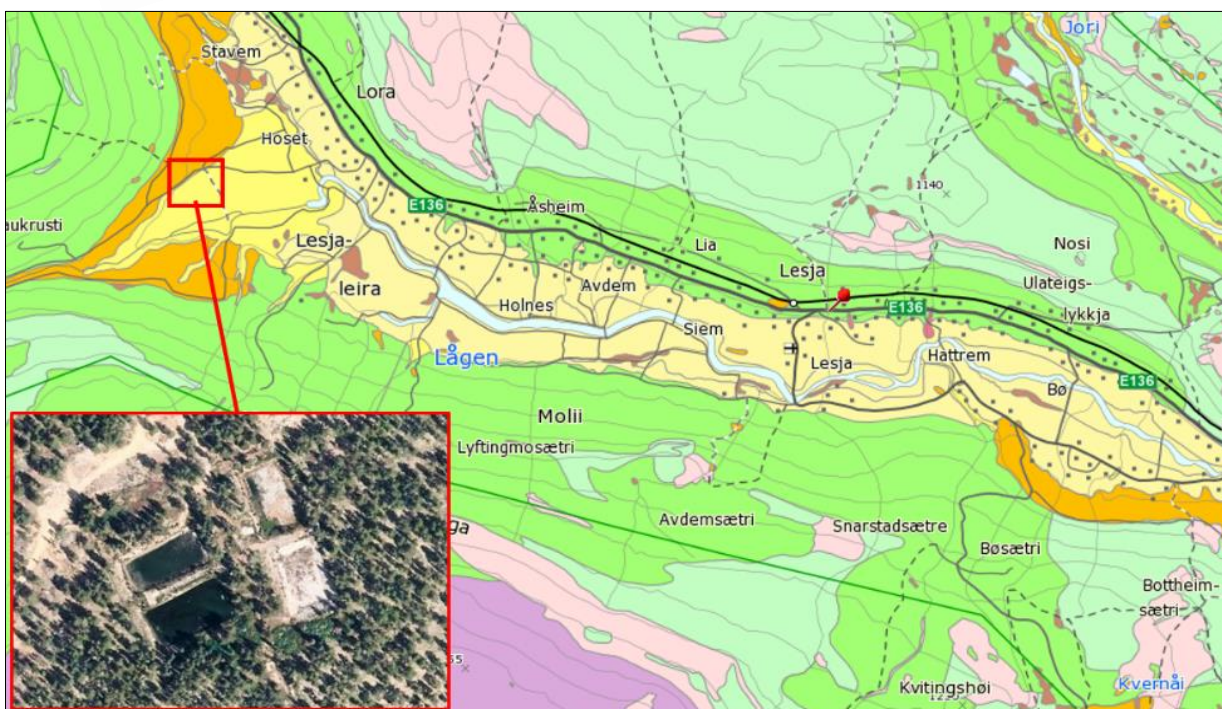 Stavem
Jori
Lora
Hoset
E136
Åsheim
1140
aukrusti
Lesja-
leira
Lia
Lesja
Nosi
Ulateigs-
lykkja
Avdem
Holnes
E136
Siem
Lågen
Lesja
Hattrem
Bø
E136
Molii
Lyftingmosætri
Avdemsætri
Snarstadsætre
Bøsætri
ga
Bottheim-
sætri
Kvitingshøi
Kvernåi